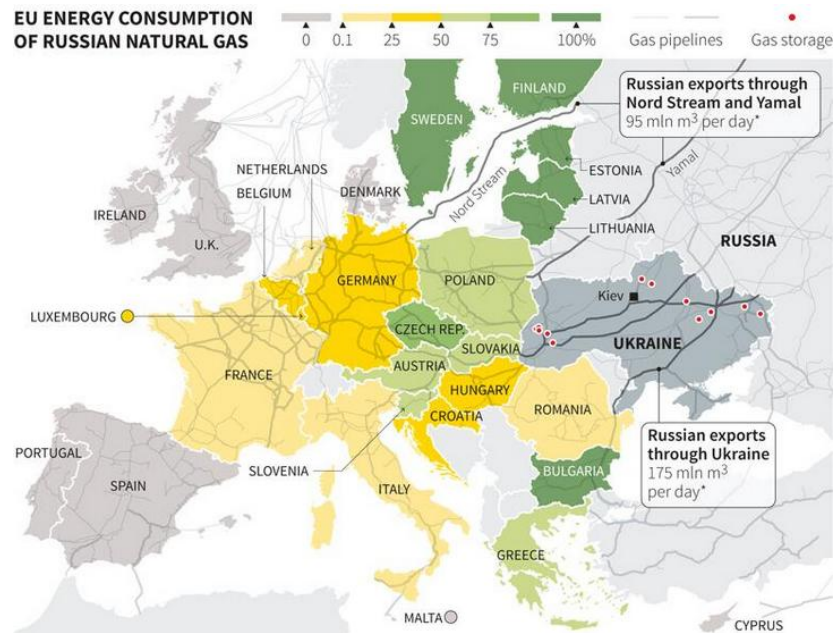 EU ENERGY CONSUMPTION
OF RUSSIAN NATURAL GAS
0 0.1 25 50 75 100%
Gas pipelines
Gas storage
Russian exports through
Nord Stream and Yamal
95 mln m³ per day*
FINLAND
SWEDEN
NETHERLANDS
BELGIUM
DENMARK
Nord Stream
Yamal
ESTONIA
LATVIA
LITHUANIA
IRELAND
U.K.
RUSSIA
GERMANY
POLAND
Kiev
LUXEMBOURG
CZECH REP.
UKRAINE
SLOVAKIA
AUSTRIA
FRANCE
HUNGARY
CROATIA
ROMANIA
Russian exports
through Ukraine
175 mln m³
per day*
PORTUGAL
SPAIN
SLOVENIA
ITALY
BULGARIA
GREECE
MALTA
CYPRUS